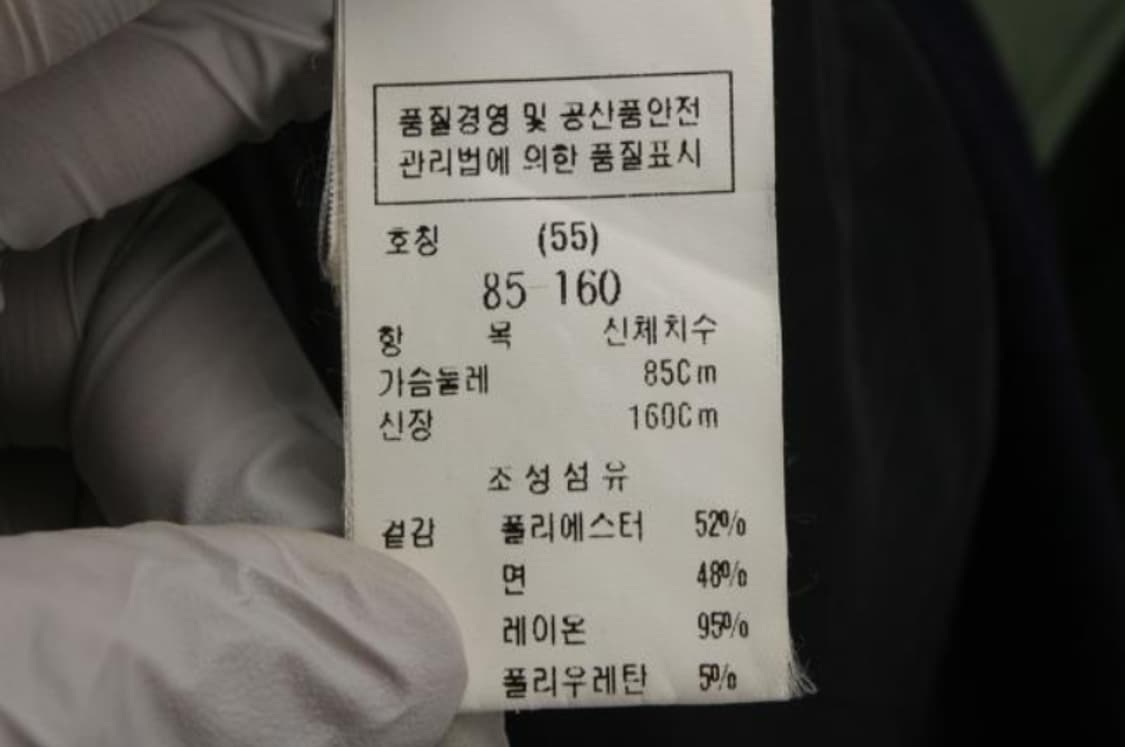 품질경영 및 공산품안전
관리법에 의한 품질표시
호칭 (55)
85-160
항 목 신체치수
가슴둘레 85Cm
신장 160Cm
조성섬유
겉감 폴리에스터 52%
면 48%
레이온 95%
폴리우레탄 5%